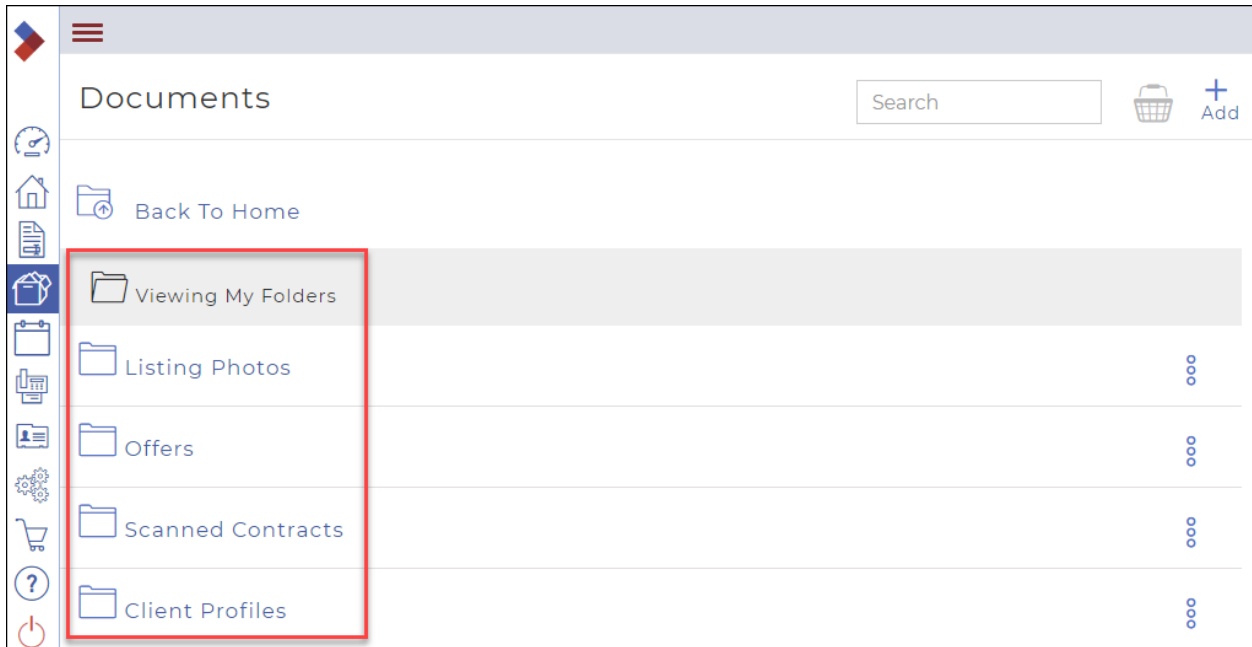 Documents
Search
Add
Back To Home
Viewing My Folders
Listing Photos
Offers
Scanned Contracts
Client Profiles
?